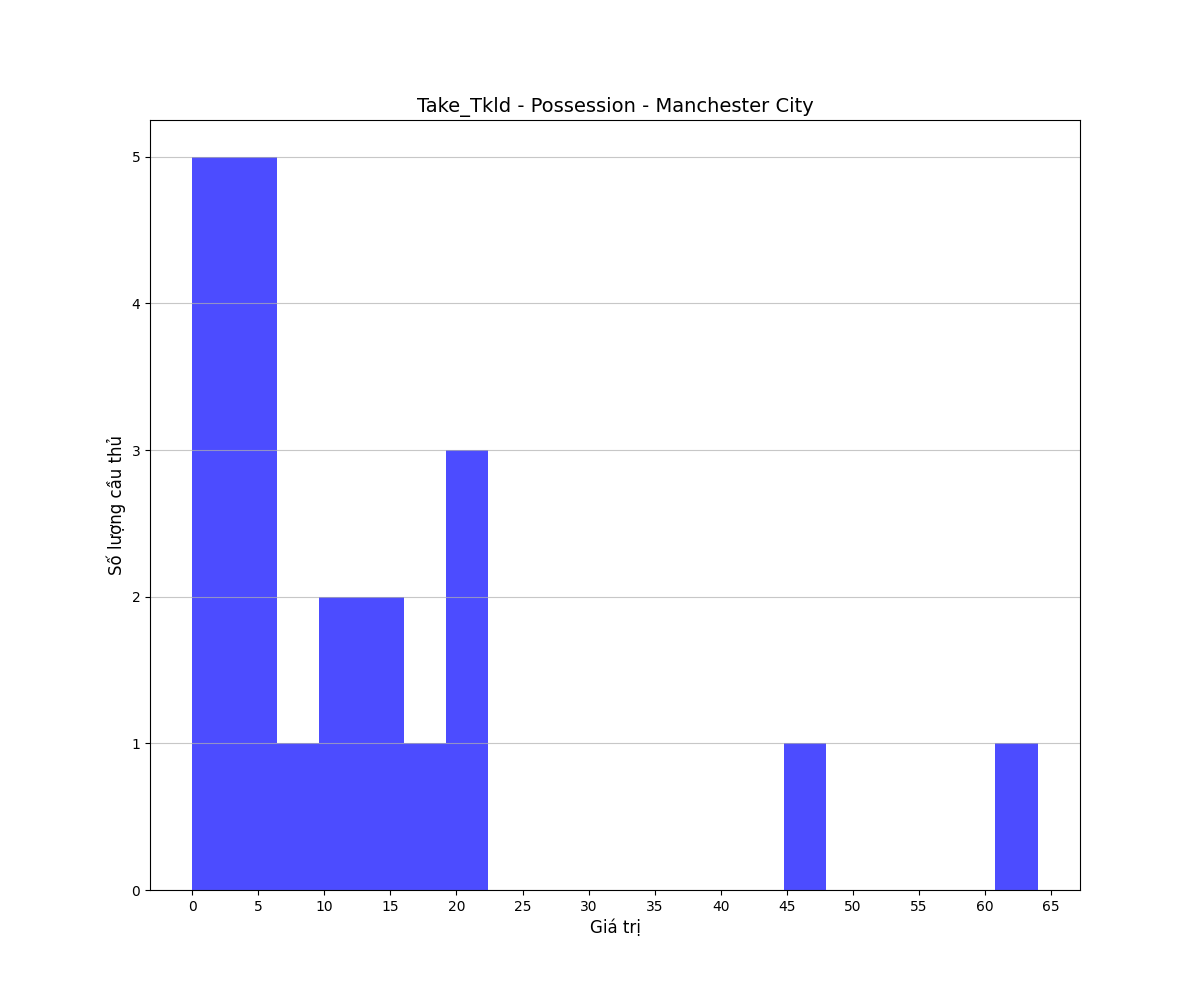 Take_Tkld - Possession - Manchester City
5
4
3
2
1
0
Số lượng cầu thủ
0 5 10 15 20 25 30 35 40 45 50 55 60 65
Giá trị